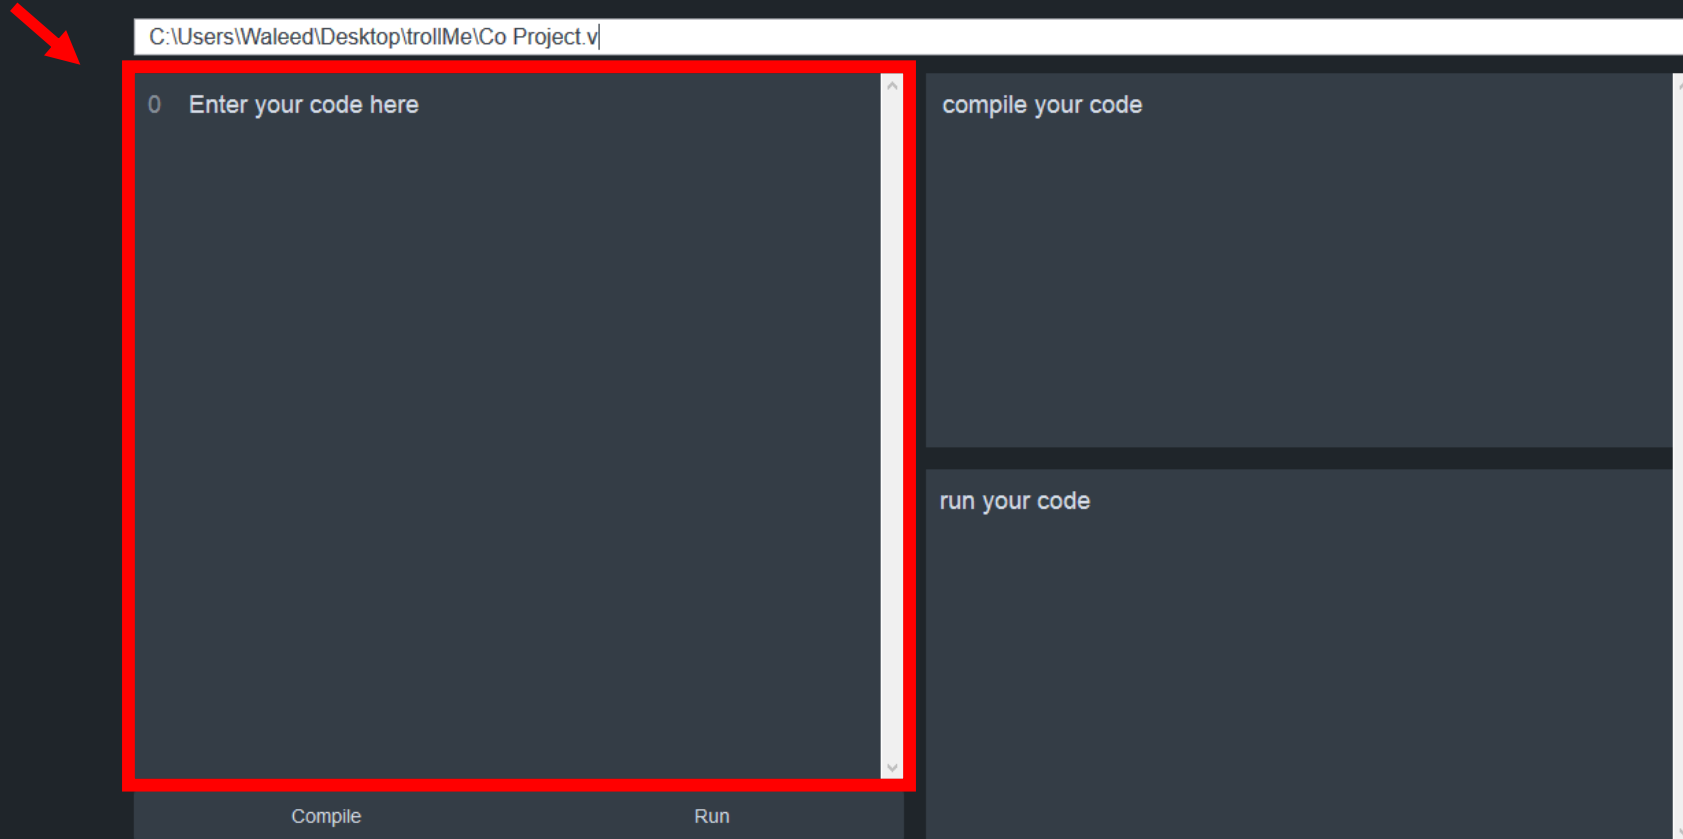 C:\Users\Waleed\Desktop\trollMe\Co Project.v
0 Enter your code here
compile your code
run your code
Compile
Run